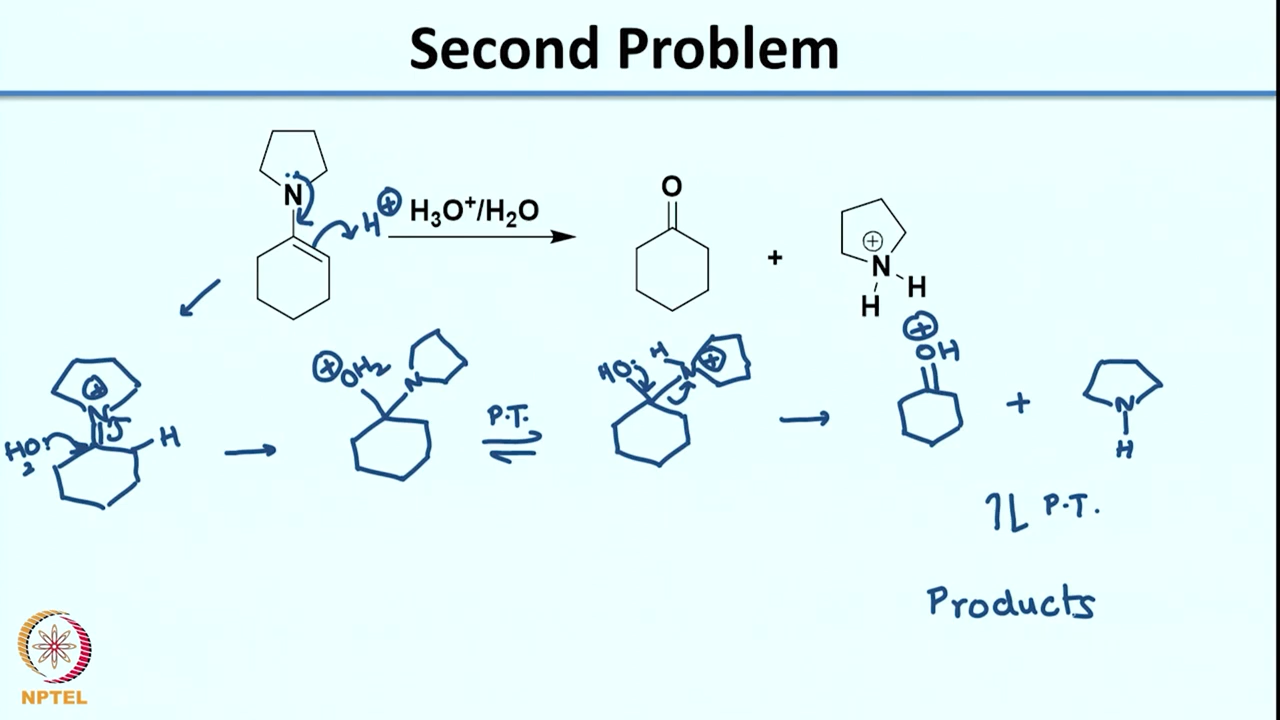 Second Problem
N
H⊕
H₃O⁺/H₂O
O
+
⊕
N
H
H
⊕
N
HO
2
H
⊕OH₂
N
P.T.
HO
H
N⊕
⊕
OH
+
N
H
P.T.
Products
NPTEL